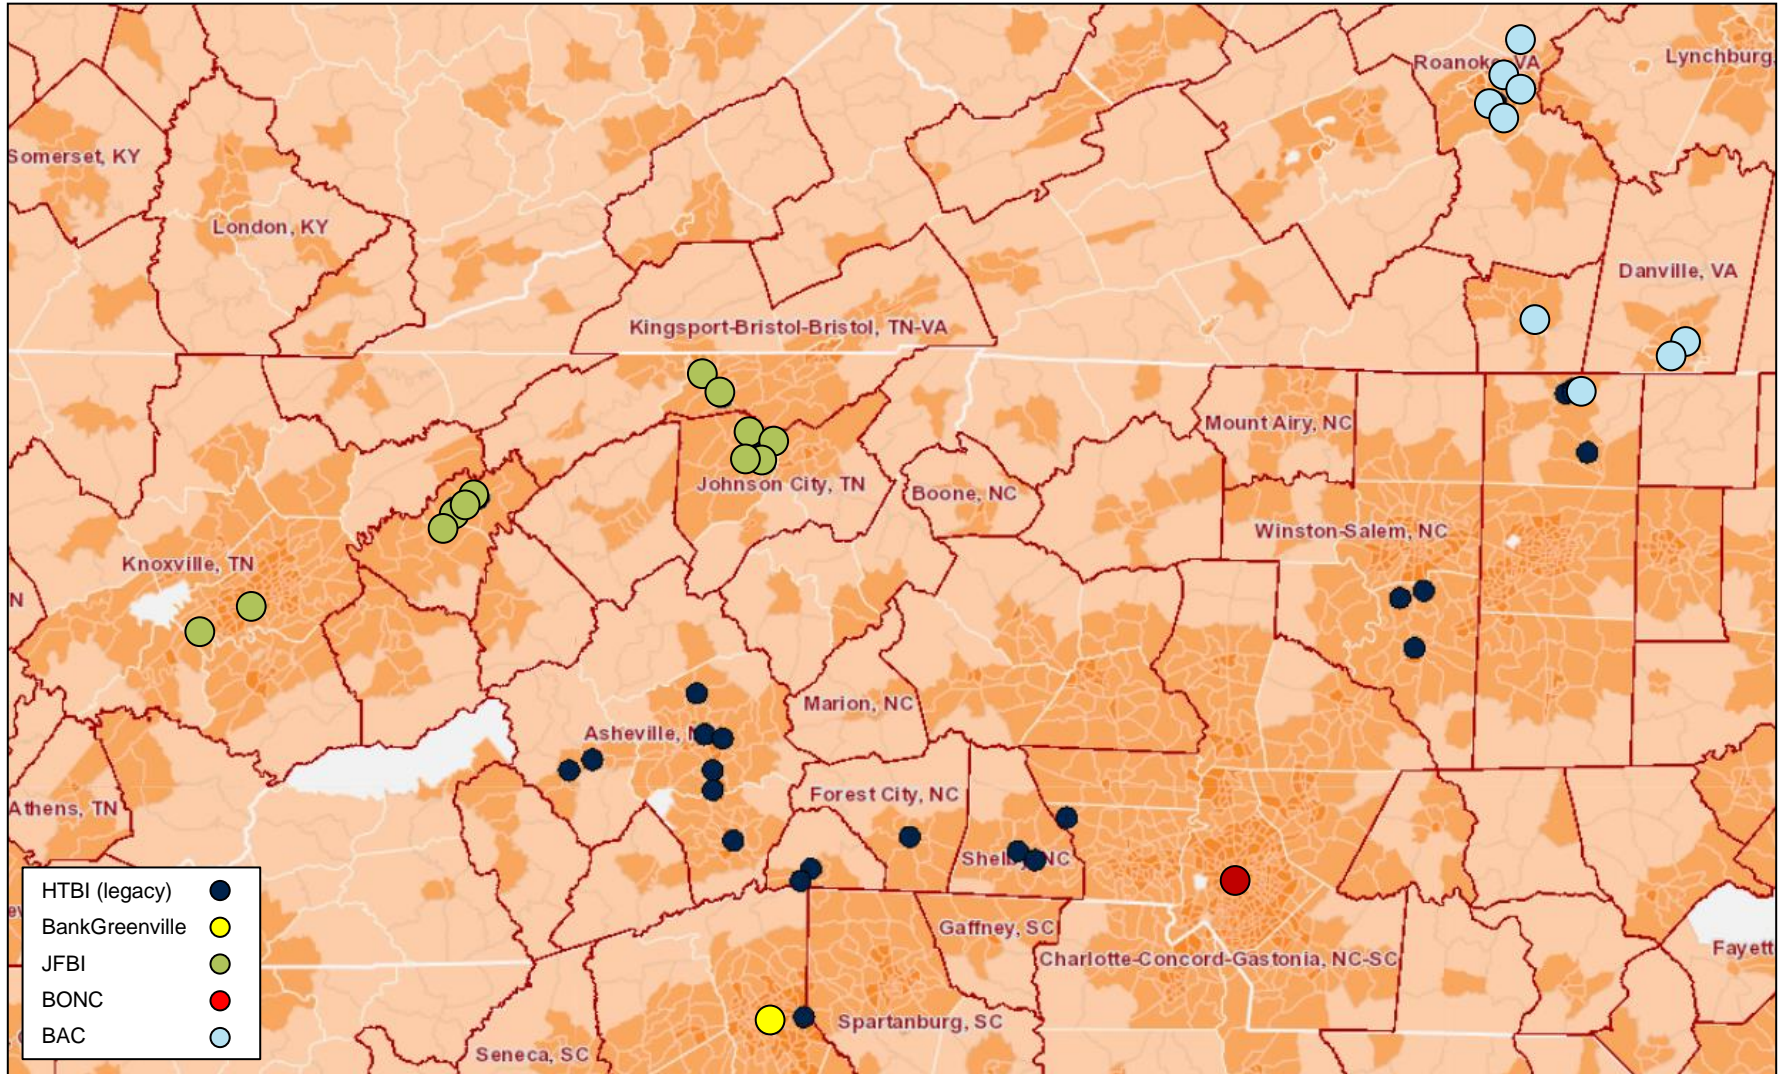 Roanoke, VA
Lynchburg,
Somerset, KY
London, KY
Danville, VA
Kingsport-Bristol-Bristol, TN-VA
Mount Airy, NC
Johnson City, TN
Boone, NC
Winston-Salem, NC
Knoxville, TN
N
Marion, NC
Asheville, N
Forest City, NC
Athens, TN
Shelby, NC
HTBI (legacy)
BankGreenville
JFBI
BONC
BAC
Gaffney, SC
Charlotte-Concord-Gastonia, NC-SC
Fayett
Spartanburg, SC
Seneca, SC